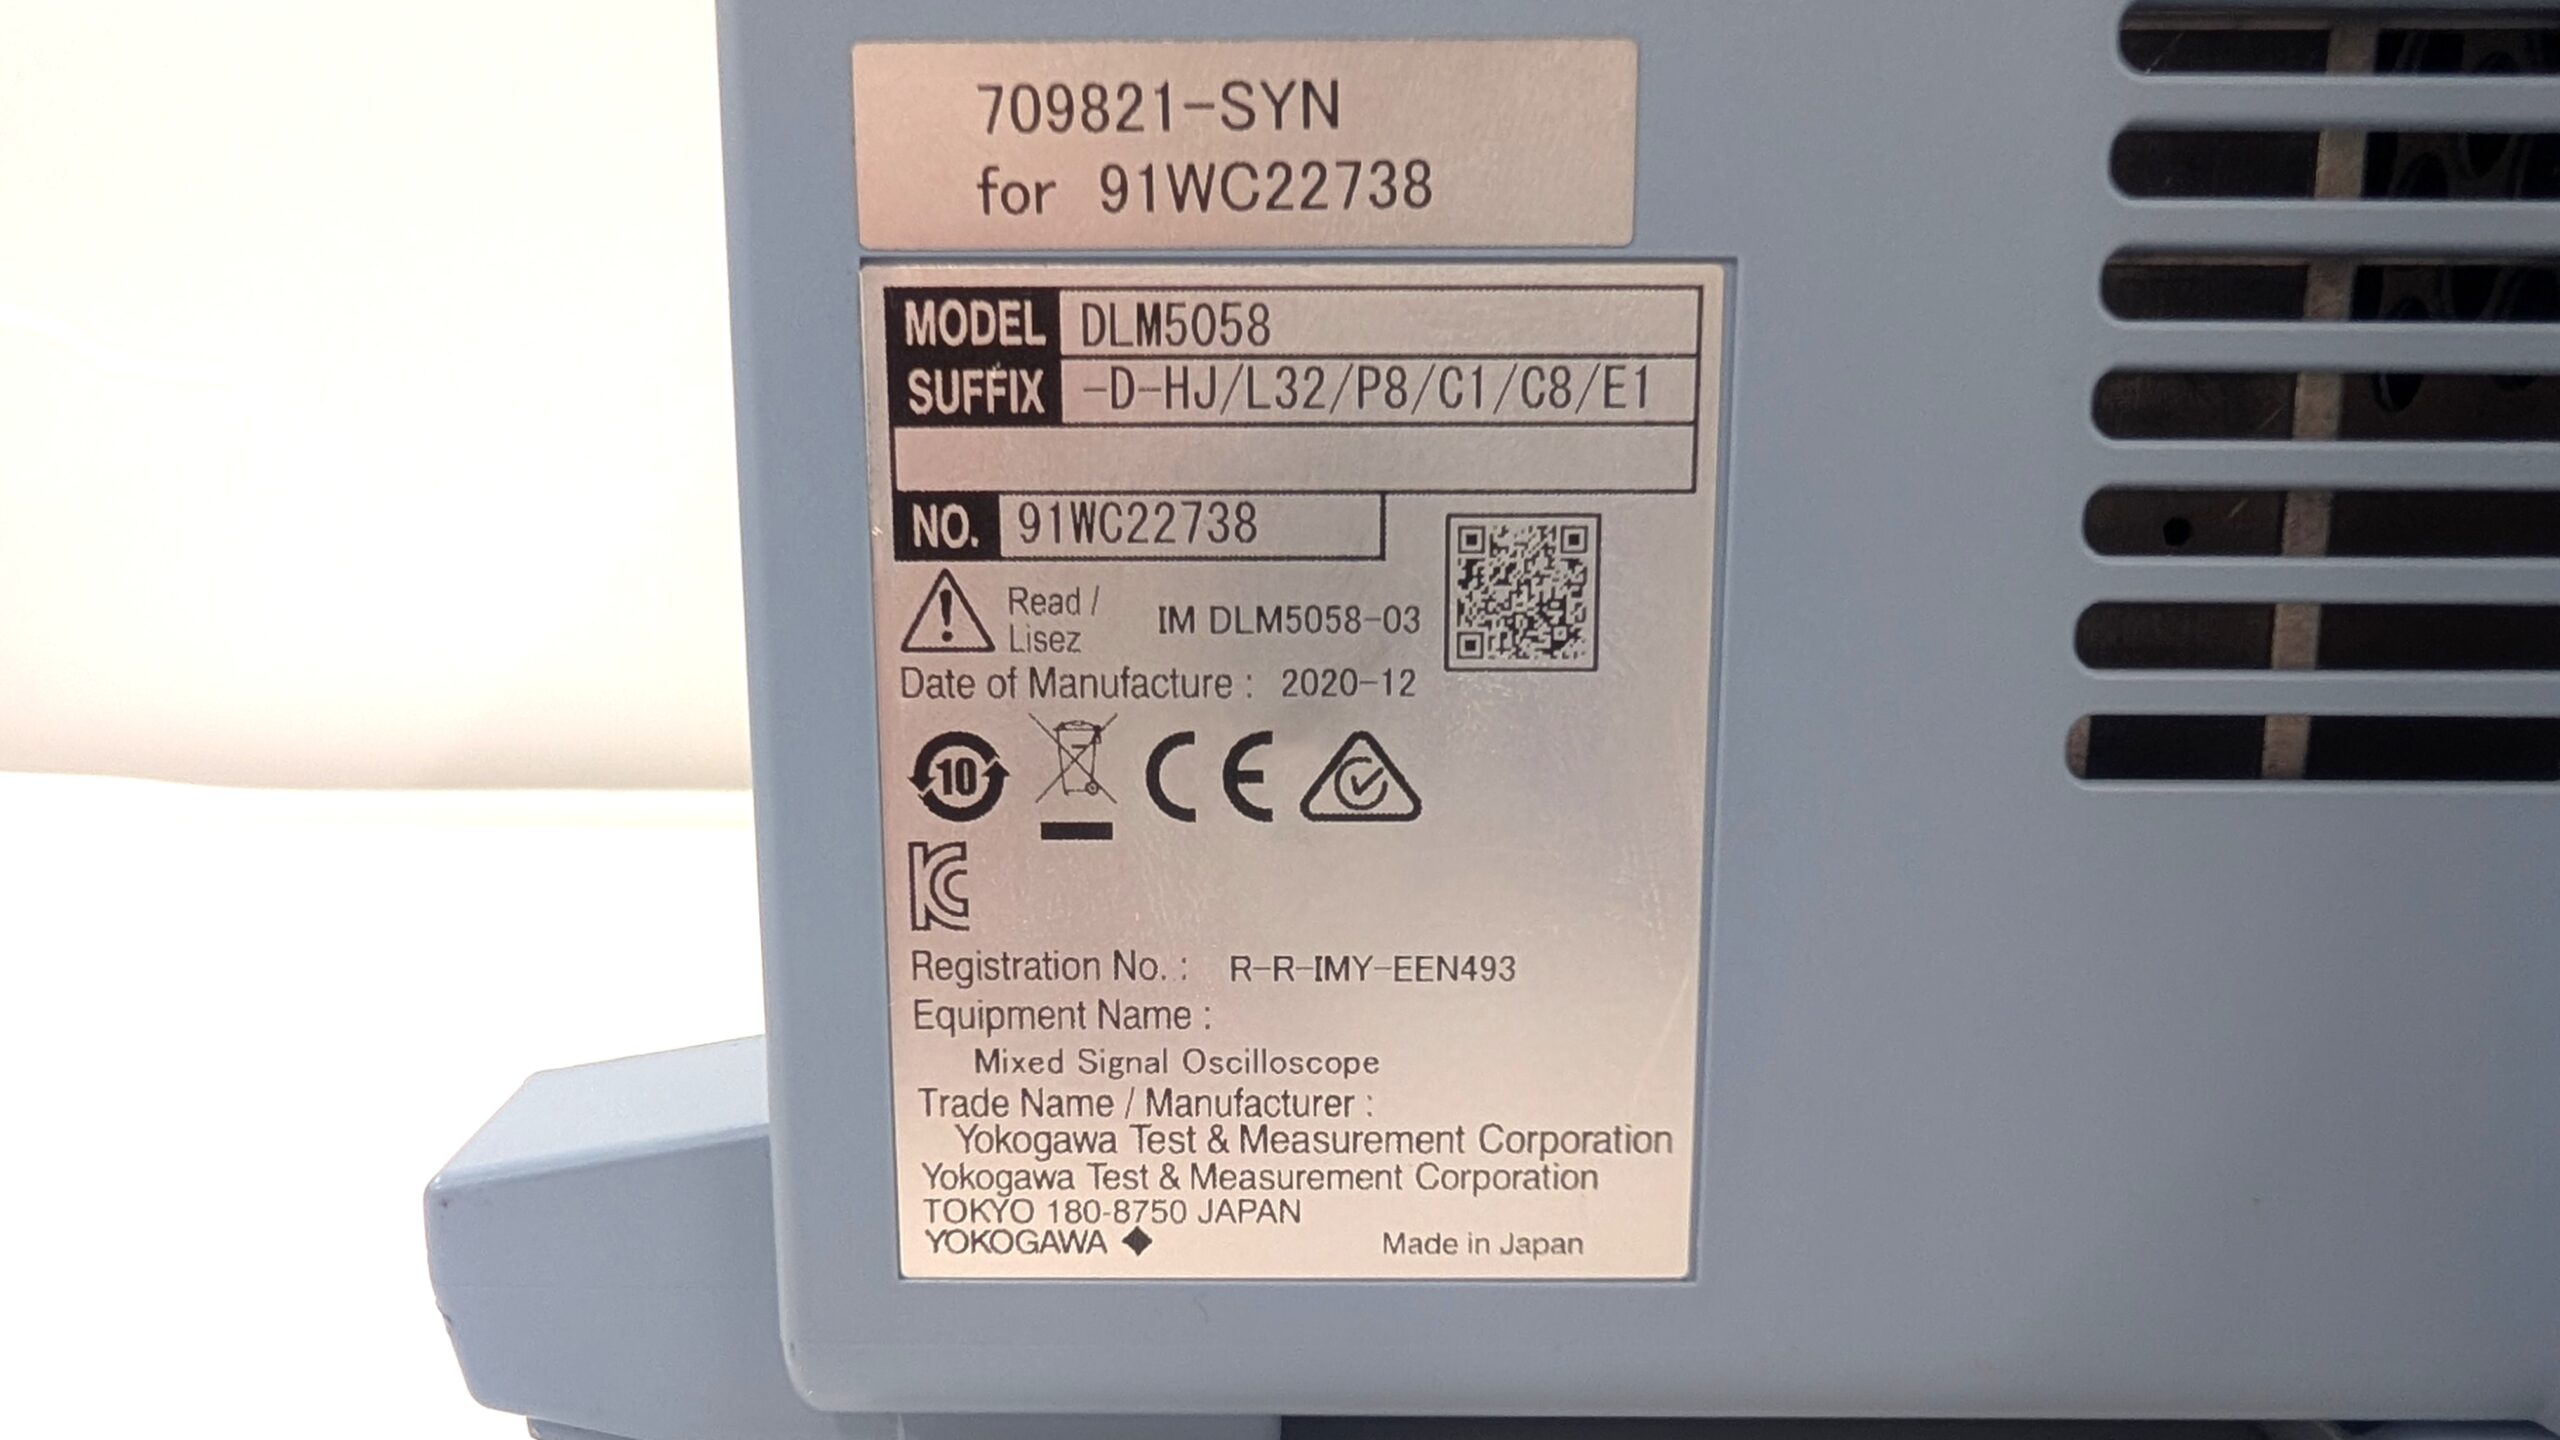 709821-SYN
for 91WC22738
MODEL DLM5058
SUFFIX -D-HJ/L32/P8/C1/C8/E1
NO. 91WC22738
Read /
Lisez
IM DLM5058-03
Date of Manufacture : 2020-12
10
CE
KC
Registration No. : R-R-IMY-EEN493
Equipment Name :
Mixed Signal Oscilloscope
Trade Name / Manufacturer :
Yokogawa Test & Measurement Corporation
Yokogawa Test & Measurement Corporation
TOKYO 180-8750 JAPAN
YOKOGAWA ◆ Made in Japan